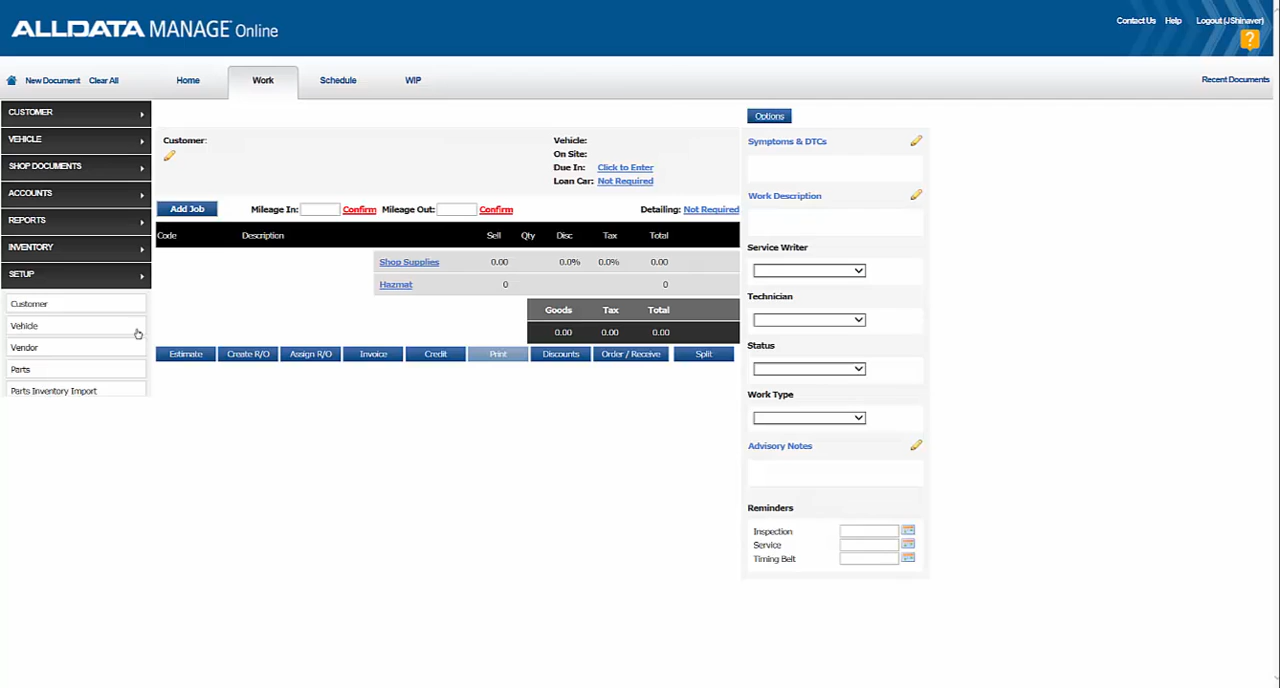 ALLDATA MANAGE Online
Contact Us Help Logout (JShinaver)
?
New Document Clear All Home Work Schedule WIP Recent Documents
CUSTOMER
VEHICLE
SHOP DOCUMENTS
ACCOUNTS
REPORTS
INVENTORY
SETUP
Customer
Vehicle
Vendor
Parts
Parts Inventory Import
Customer:
Vehicle:
On Site:
Due In: Click to Enter
Loan Car: Not Required
Add Job Mileage In: Confirm Mileage Out: Confirm Detailing: Not Required
Code Description Sell Qty Disc Tax Total
Shop Supplies 0.00 0.0% 0.0% 0.00
Hazmat 0 0
Goods Tax Total
0.00 0.00 0.00
Estimate Create R/O Assign R/O Invoice Credit Print Discounts Order / Receive Split
Options
Symptoms & DTCs
Work Description
Service Writer
Technician
Status
Work Type
Advisory Notes
Reminders
Inspection
Service
Timing Belt